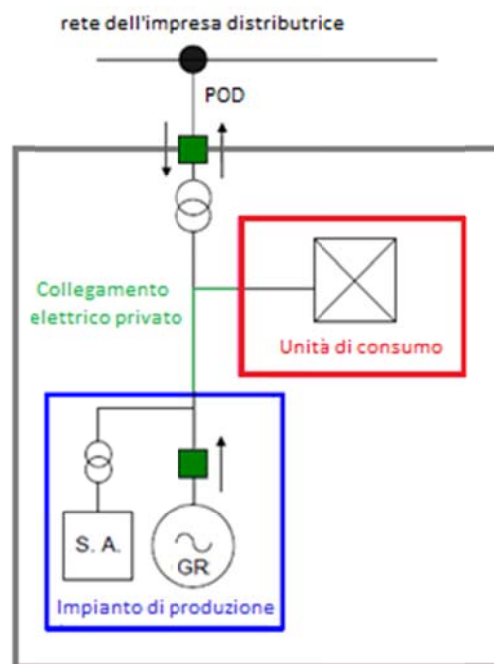 rete dell'impresa distributrice
POD
Collegamento
elettrico privato
Unità di consumo
S. A.
GR
Impianto di produzione